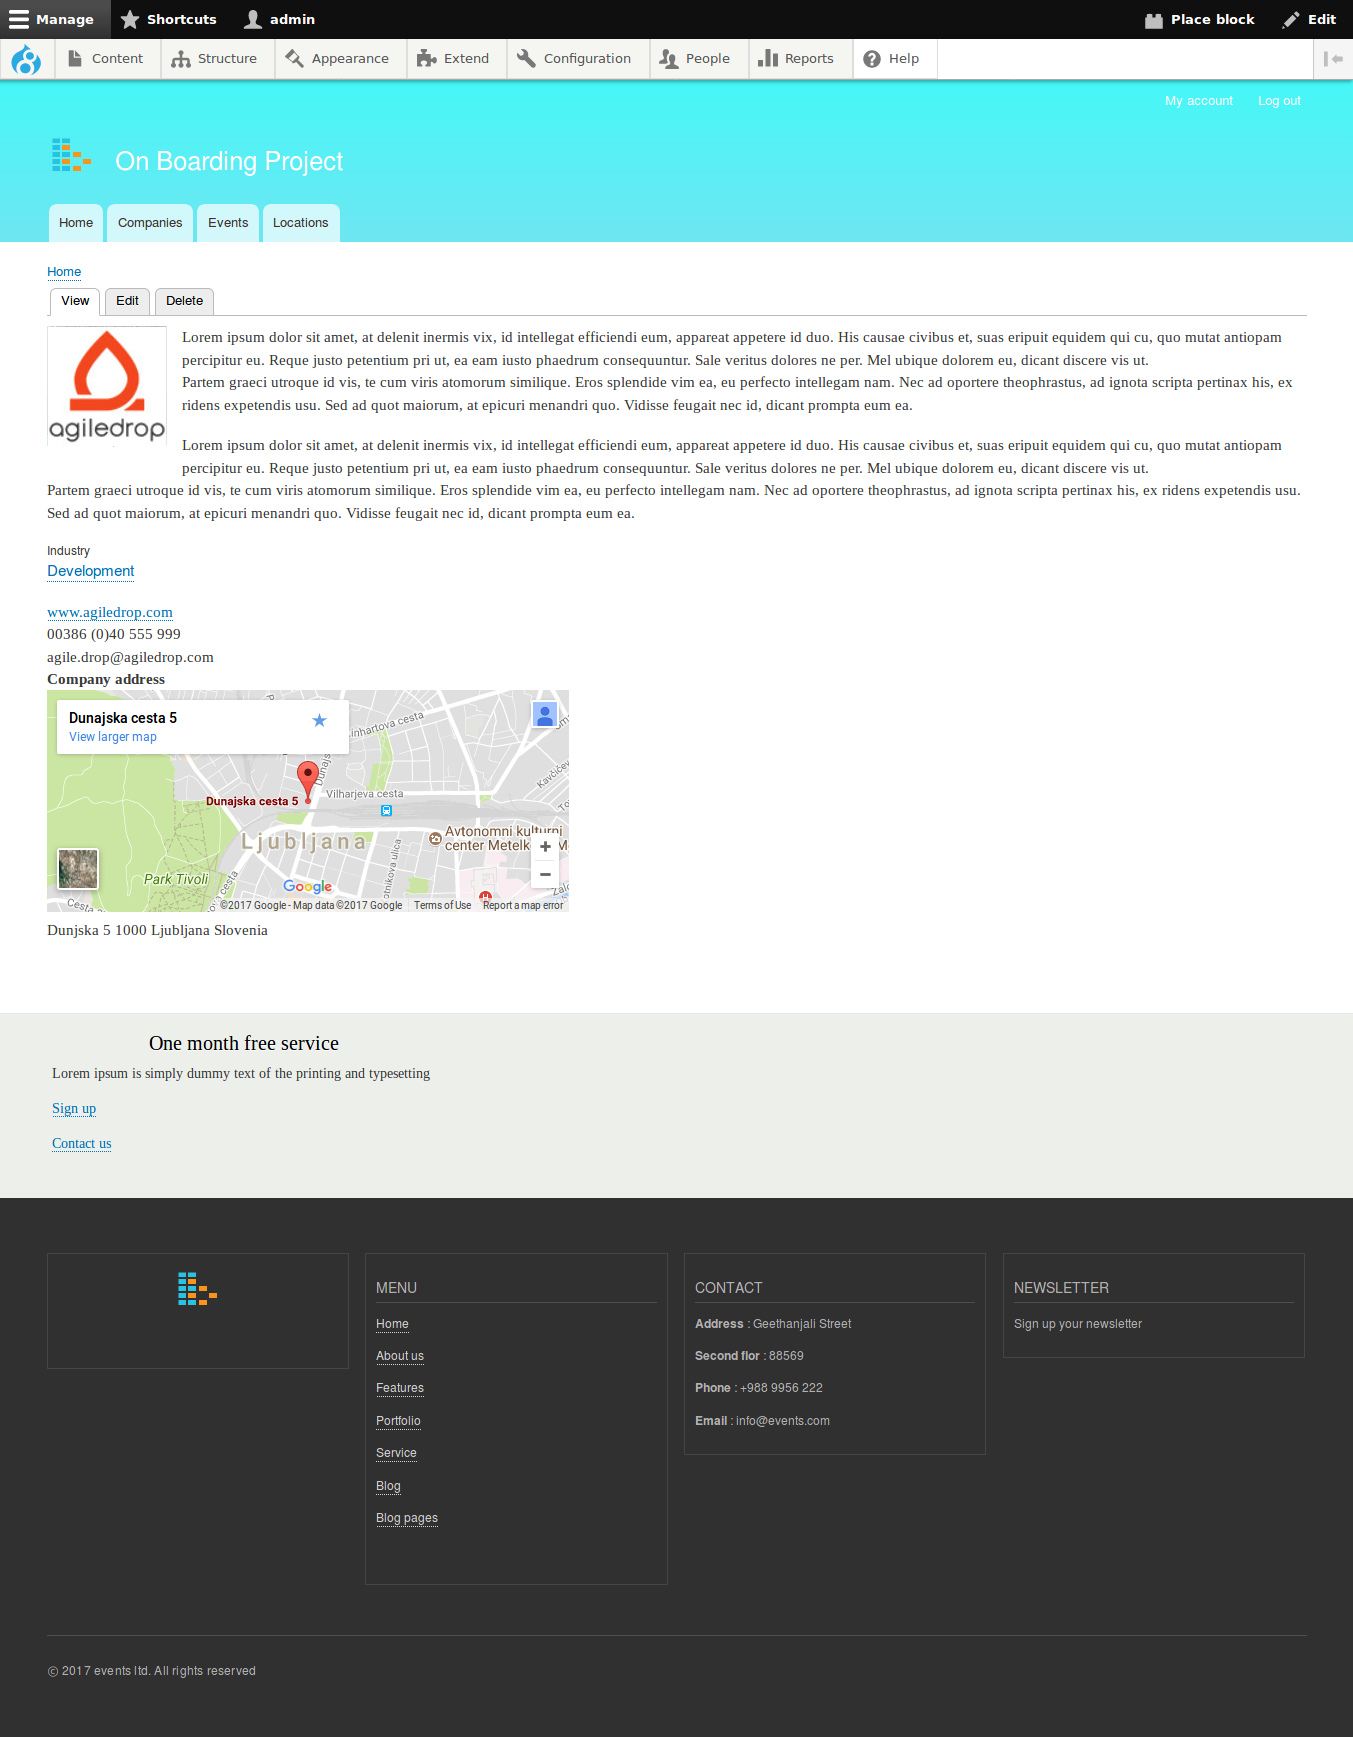 Manage Shortcuts admin Place block Edit
Content Structure Appearance Extend Configuration People Reports Help
My account Log out
On Boarding Project
Home Companies Events Locations
Home
View Edit Delete
agiledrop
Lorem ipsum dolor sit amet, at delenit inermis vix, id intellegat efficiendi eum, appareat appetere id duo. His causae civibus et, suas eripuit equidem qui cu, quo mutat antiopam
percipitur eu. Reque justo petentium pri ut, ea eam iusto phaedrum consequuntur. Sale veritus dolores ne per. Mel ubique dolorem eu, dicant discere vis ut.
Partem graeci utroque id vis, te cum viris atomorum similique. Eros splendide vim ea, eu perfecto intellegam nam. Nec ad oportere theophrastus, ad ignota scripta pertinax his, ex
ridens expetendis usu. Sed ad quot maiorum, at epicuri menandri quo. Vidisse feugait nec id, dicant prompta eum ea.
Lorem ipsum dolor sit amet, at delenit inermis vix, id intellegat efficiendi eum, appareat appetere id duo. His causae civibus et, suas eripuit equidem qui cu, quo mutat antiopam
percipitur eu. Reque justo petentium pri ut, ea eam iusto phaedrum consequuntur. Sale veritus dolores ne per. Mel ubique dolorem eu, dicant discere vis ut.
Partem graeci utroque id vis, te cum viris atomorum similique. Eros splendide vim ea, eu perfecto intellegam nam. Nec ad oportere theophrastus, ad ignota scripta pertinax his, ex ridens expetendis usu.
Sed ad quot maiorum, at epicuri menandri quo. Vidisse feugait nec id, dicant prompta eum ea.
Industry
Development
www.agiledrop.com
00386 (0)40 555 999
agile.drop@agiledrop.com
Company address
Dunajska cesta 5
View larger map
Inhartova cesta
Dunajs
Kavčičev
Vilharjeva cesta
Dunajska cesta 5
Ljubljana
Avtonomni kulturni
center Metelk
Park Tivoli
Google
©2017 Google - Map data ©2017 Google Terms of Use Report a map error
Dunjska 5 1000 Ljubljana Slovenia
One month free service
Lorem ipsum is simply dummy text of the printing and typesetting
Sign up
Contact us
MENU
Home
About us
Features
Portfolio
Service
Blog
Blog pages
CONTACT
Address : Geethanjali Street
Second flor : 88569
Phone : +988 9956 222
Email : info@events.com
NEWSLETTER
Sign up your newsletter
© 2017 events ltd. All rights reserved